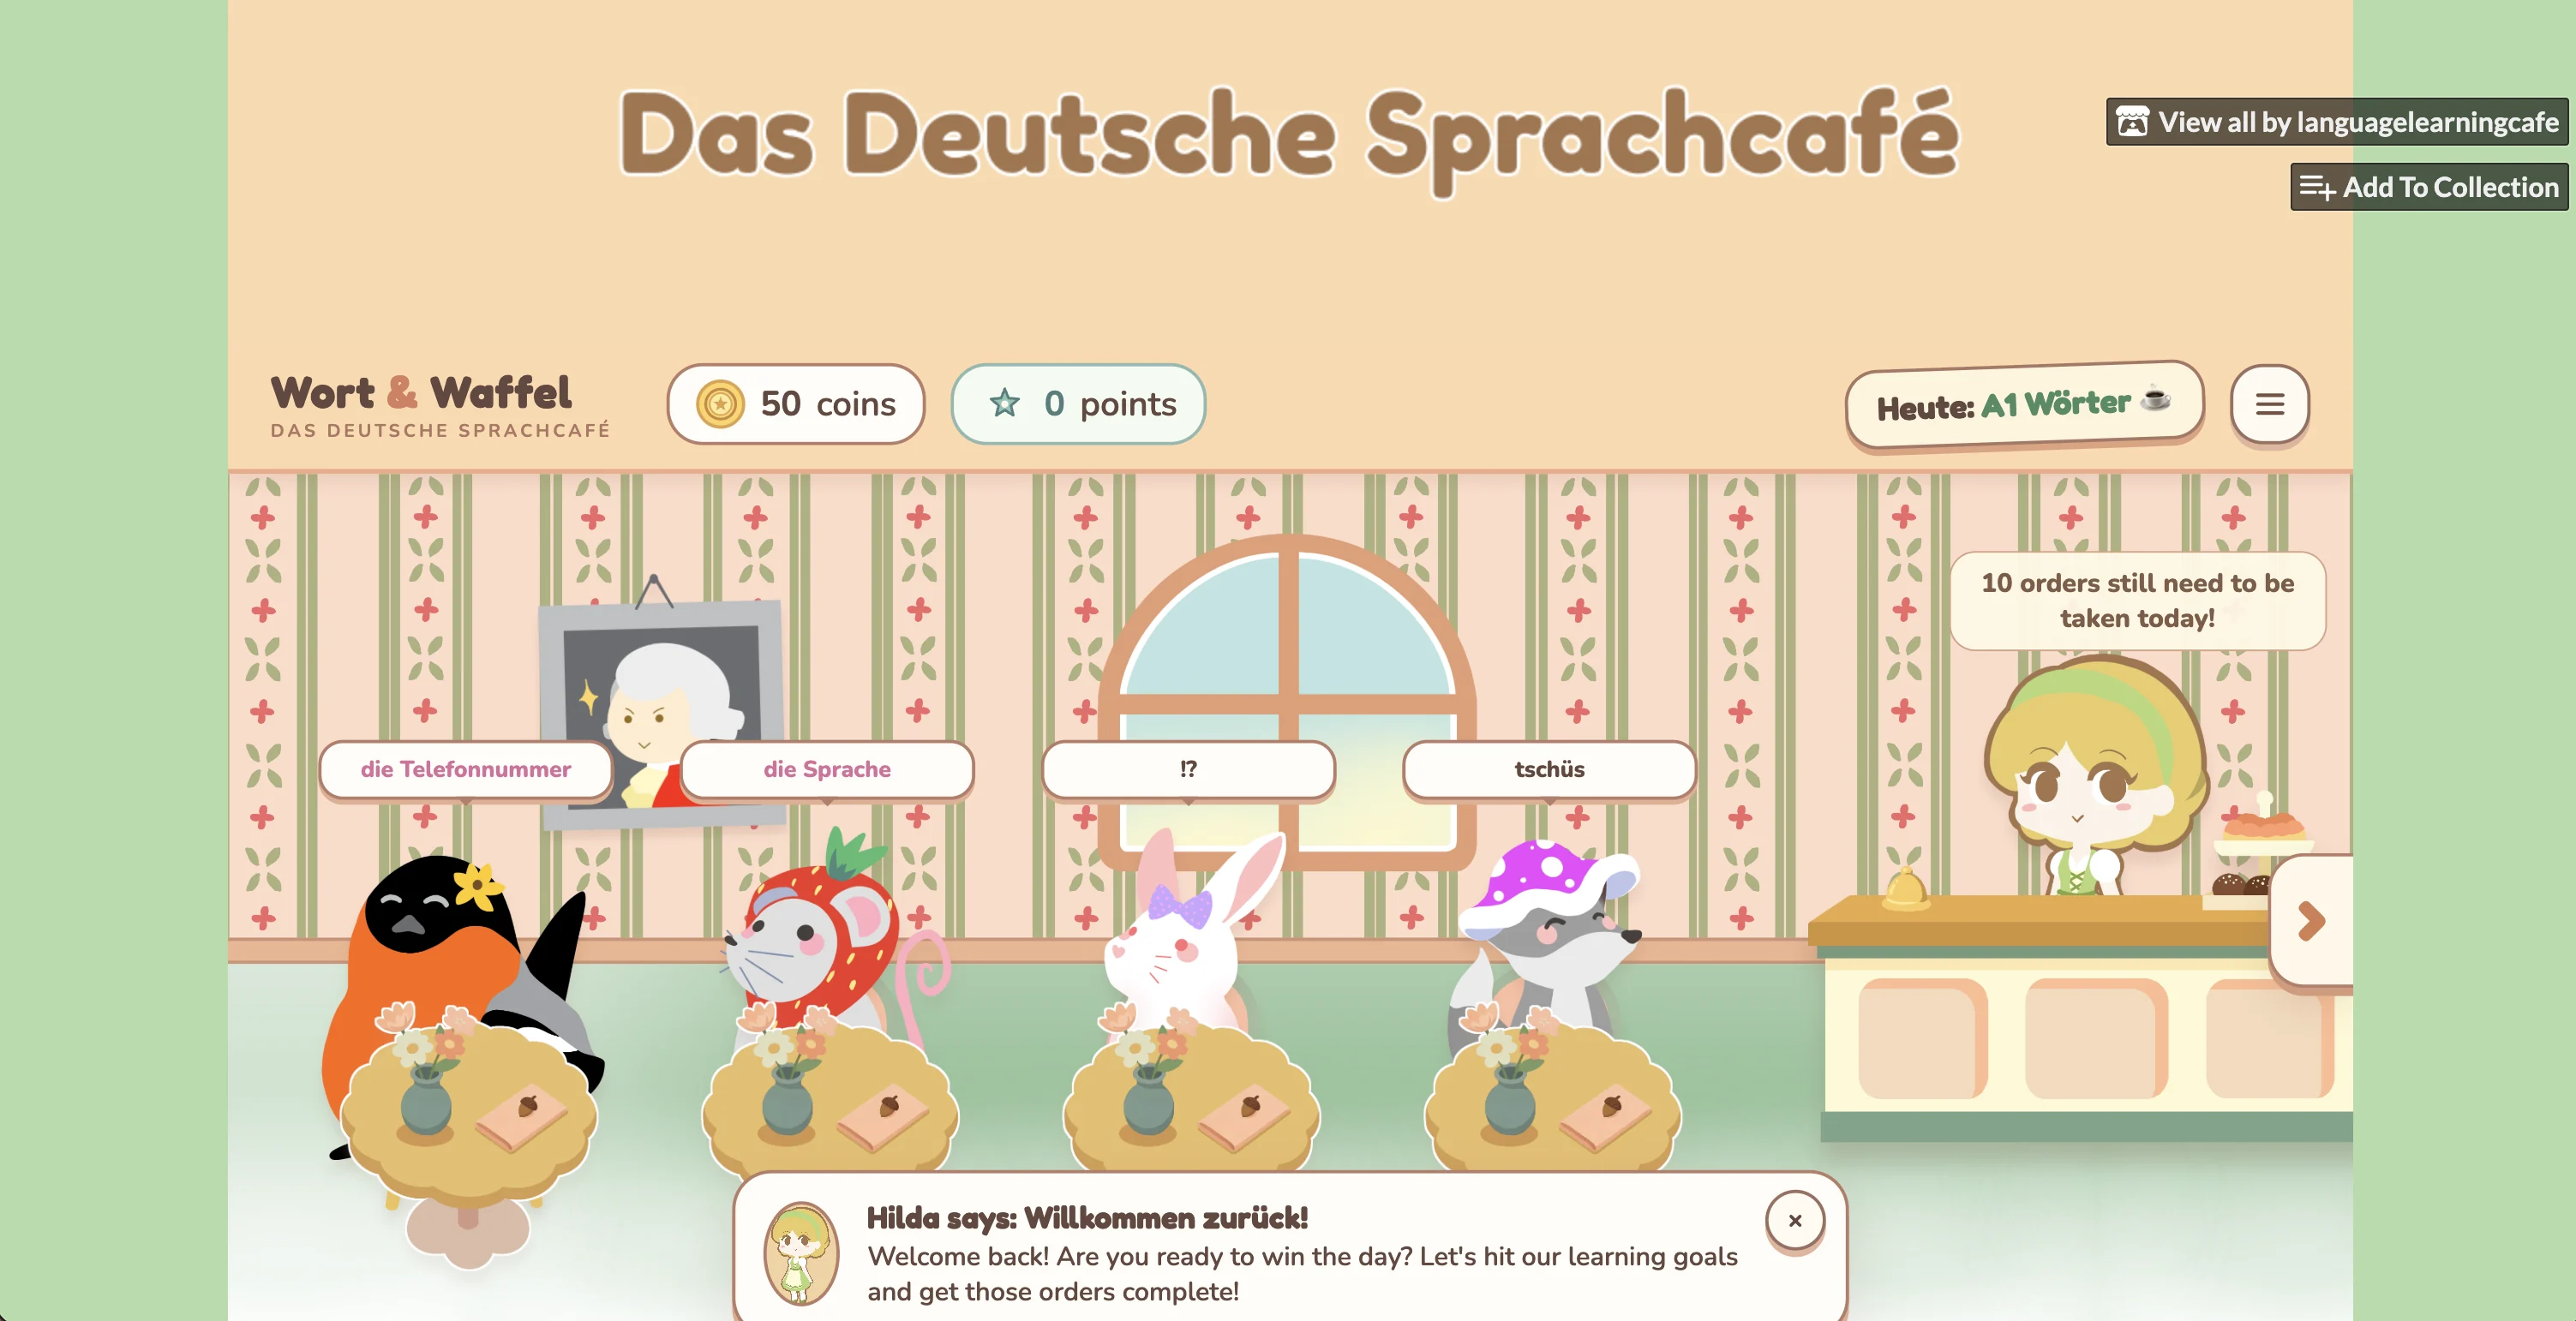 Das Deutsche Sprachcafé
View all by languagelearningcafe
Add To Collection
Wort & Waffel
DAS DEUTSCHE SPRACHCAFÉ
50 coins
0 points
Heute: A1 Wörter
10 orders still need to be
taken today!
die Telefonnummer
die Sprache
!?
tschüs
Hilda says: Willkommen zurück!
Welcome back! Are you ready to win the day? Let's hit our learning goals
and get those orders complete!